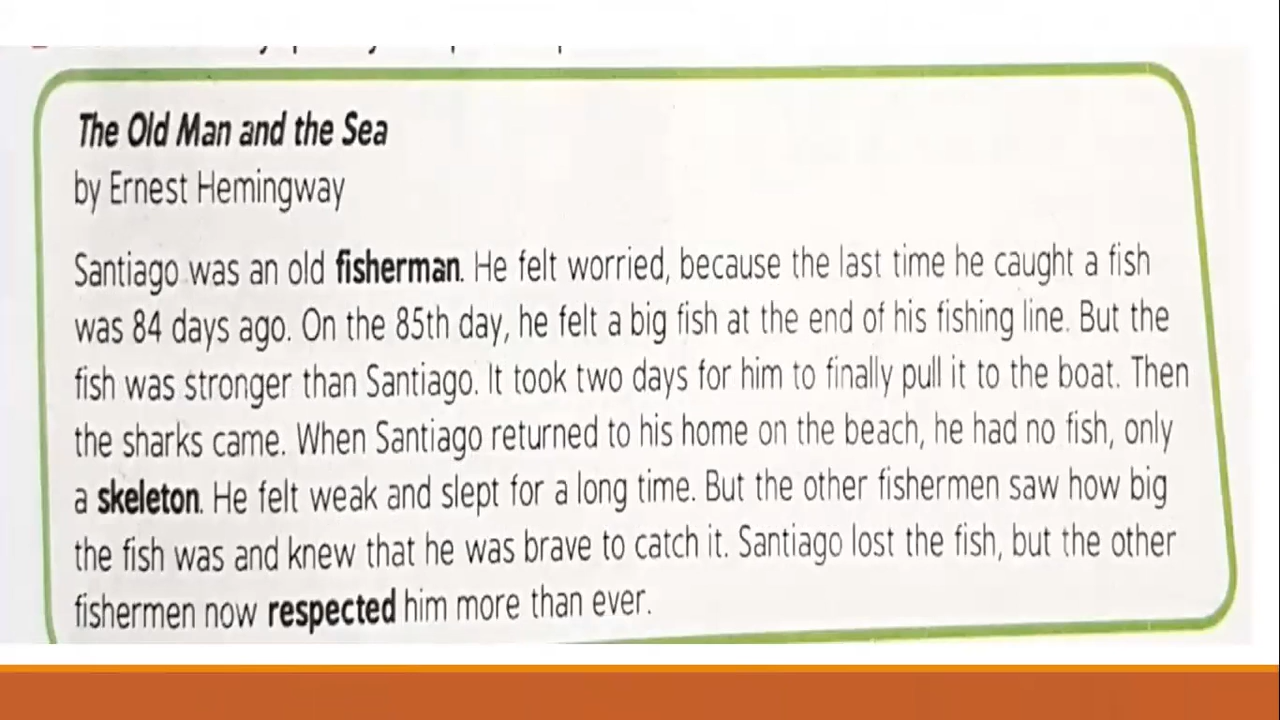 The Old Man and the Sea
by Ernest Hemingway
Santiago was an old fisherman. He felt worried, because the last time he caught a fish
was 84 days ago. On the 85th day, he felt a big fish at the end of his fishing line. But the
fish was stronger than Santiago. It took two days for him to finally pull it to the boat. Then
the sharks came. When Santiago returned to his home on the beach, he had no fish, only
a skeleton. He felt weak and slept for a long time. But the other fishermen saw how big
the fish was and knew that he was brave to catch it. Santiago lost the fish, but the other
fishermen now respected him more than ever.